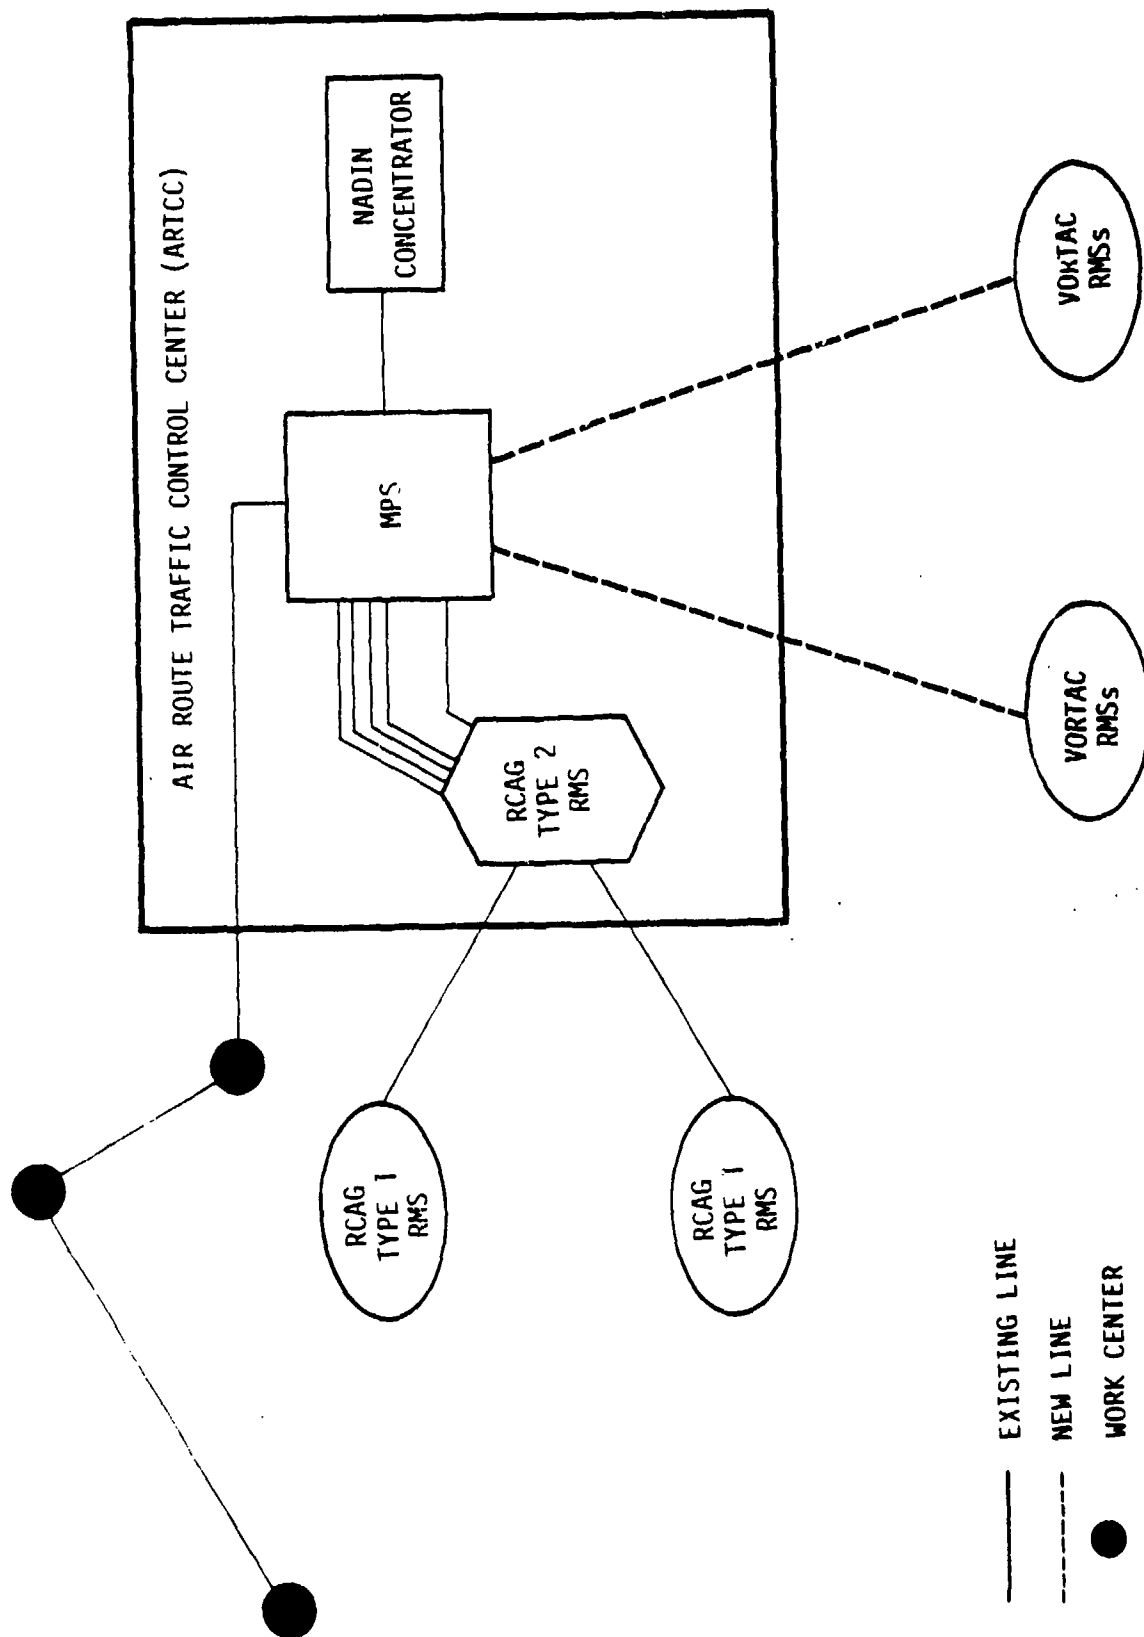 AIR ROUTE TRAFFIC CONTROL CENTER (ARTCC)
NADIN
CONCENTRATOR
MPS
RCAG
TYPE 2
RMS
RCAG
TYPE 1
RMS
RCAG
TYPE 1
RMS
VORTAC
RMSs
VORTAC
RMSs
EXISTING LINE
NEW LINE
WORK CENTER